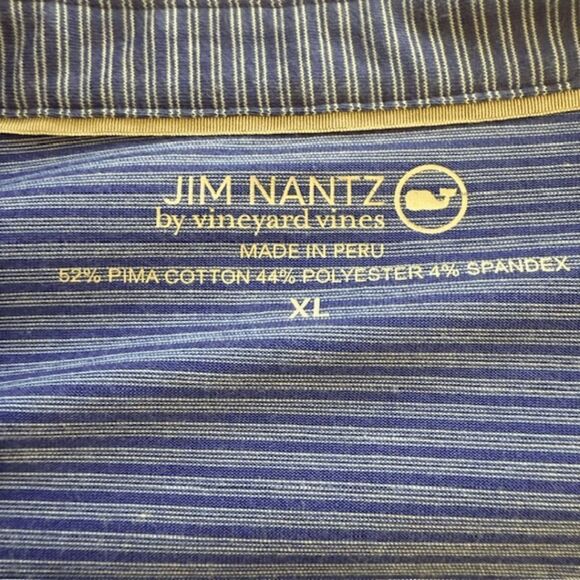 JIM NANTZ
by vineyard vines
MADE IN PERU
52% PIMA COTTON 44% POLYESTER 4% SPANDEX
XL